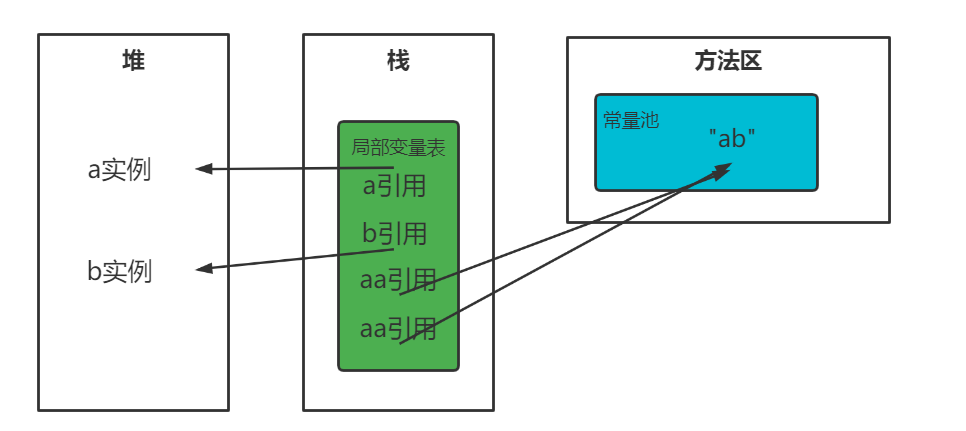 堆
a实例
b实例
栈
局部变量表
a引用
b引用
aa引用
aa引用
方法区
常量池
"ab"